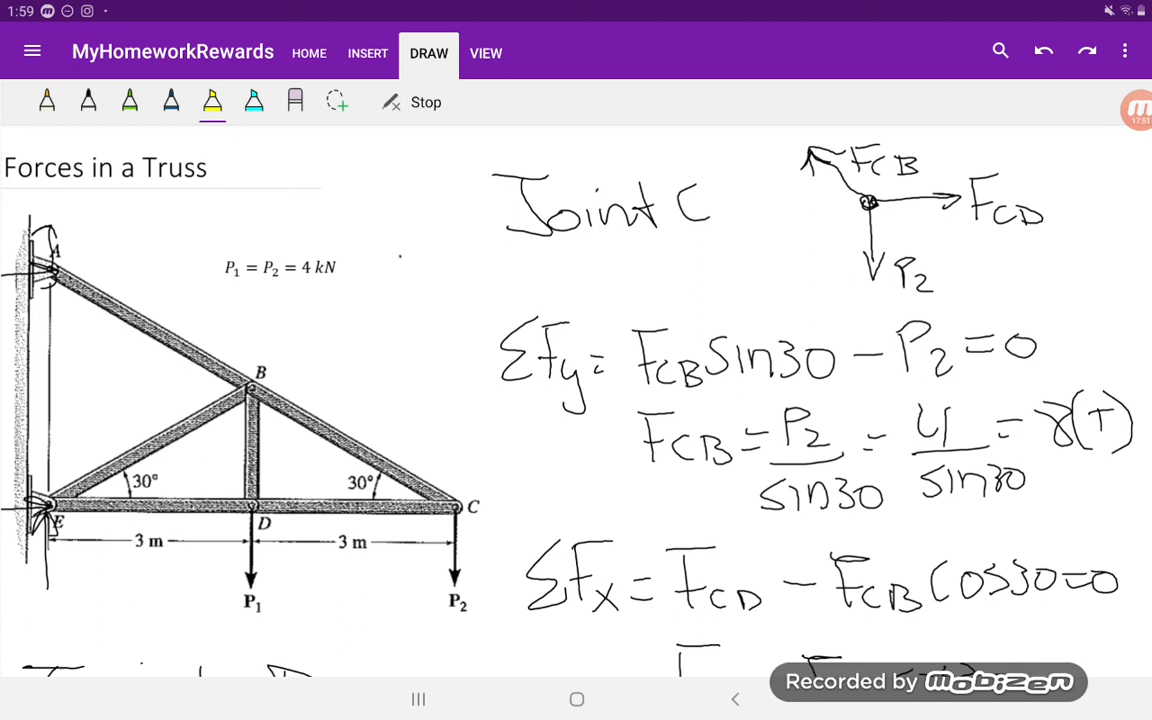 1:59
17:51
MyHomeworkRewards HOME INSERT DRAW VIEW
Stop
Forces in a Truss
A
P₁ = P₂ = 4 kN
B
30°
30°
E
D
C
3 m
3 m
P₁
P₂
Joint C
FCB
FCD
P2
ΣFy = FCB sin30 - P2 = 0
FCB = P2/sin30 = 4/sin30 = 8(T)
ΣFx = FCD - FCB cos30 = 0
Recorded by mobizen